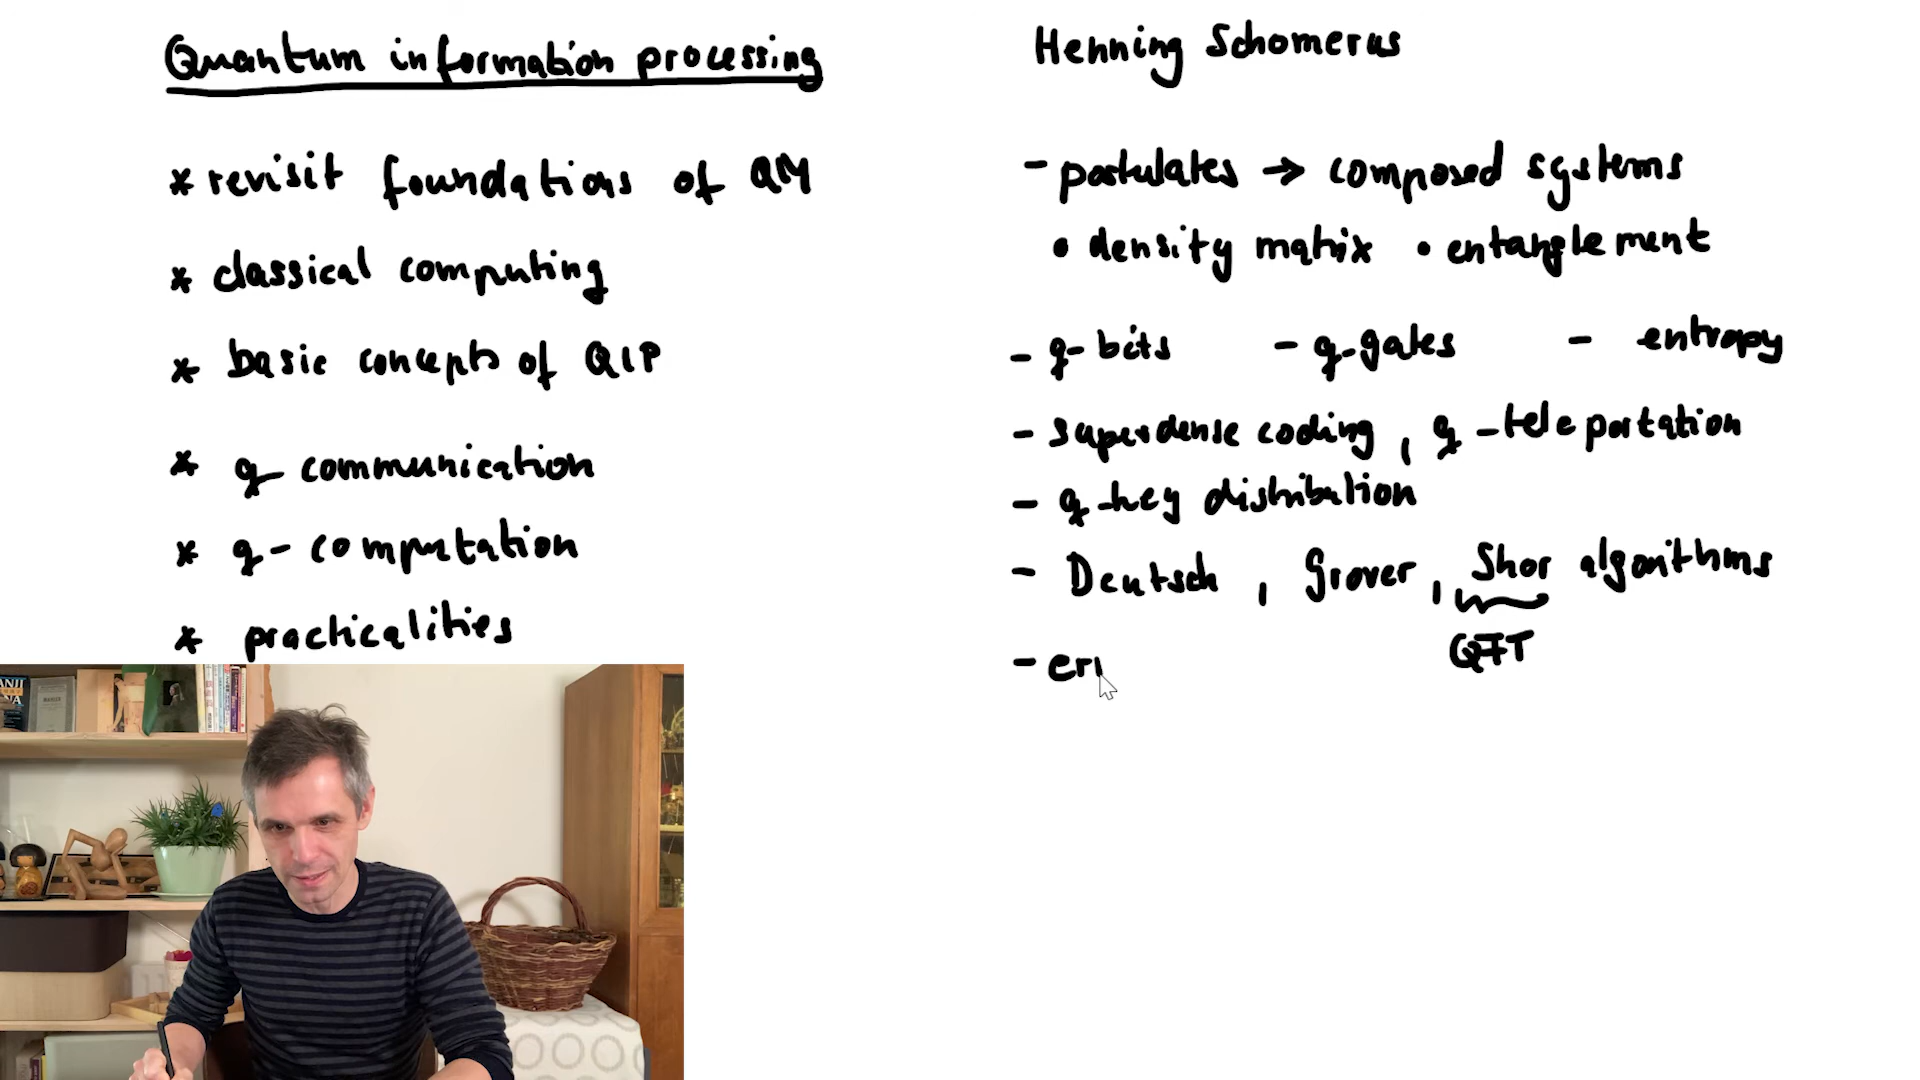 Quantum information processing
* revisit foundations of QM
* classical computing
* basic concepts of QIP
* q-communication
* q-computation
* practicalities
Henning Schomerus
- postulates → composed systems
• density matrix • entanglement
- q-bits - q-gates - entropy
- superdense coding, q-teleportation
- q-key distribution
- Deutsch, Grover, Shor algorithms
QFT
- err